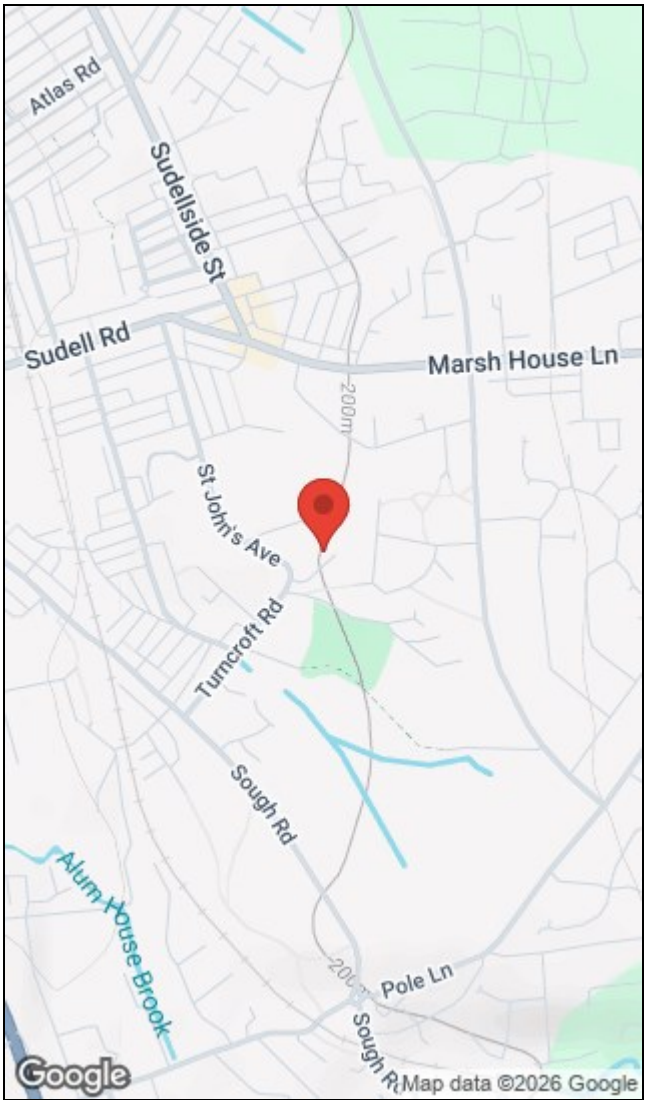 Atlas Rd
Sudellside St
Sudell Rd
Marsh House Ln
200m
St John's Ave
Turncroft Rd
Sough Rd
Alum House Brook
200m
Pole Ln
Sough Rd
Google
Map data ©2026 Google